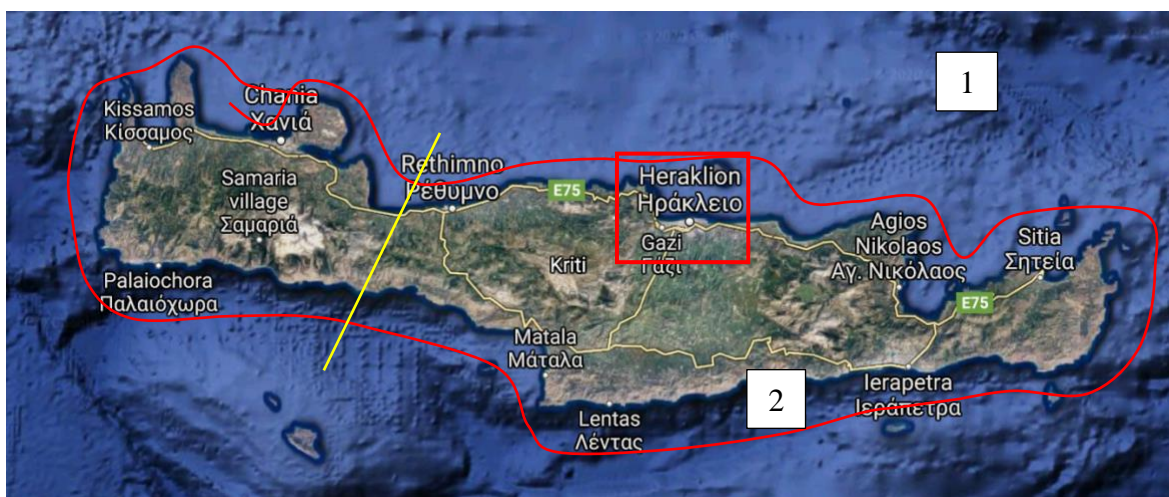 1
Kissamos
Κίσσαμος
Chania
Χανιά
Samaria
village
Σαμαριά
Palaiochora
Παλαιόχωρα
Rethimno
Ρέθυμνο
E75
Heraklion
Ηράκλειο
Gazi
Γάζι
Kriti
Agios
Nikolaos
Αγ. Νικόλαος
Sitia
Σητεία
E75
Matala
Μάταλα
Lentas
Λέντας
2
Ierapetra
Ιεράπετρα